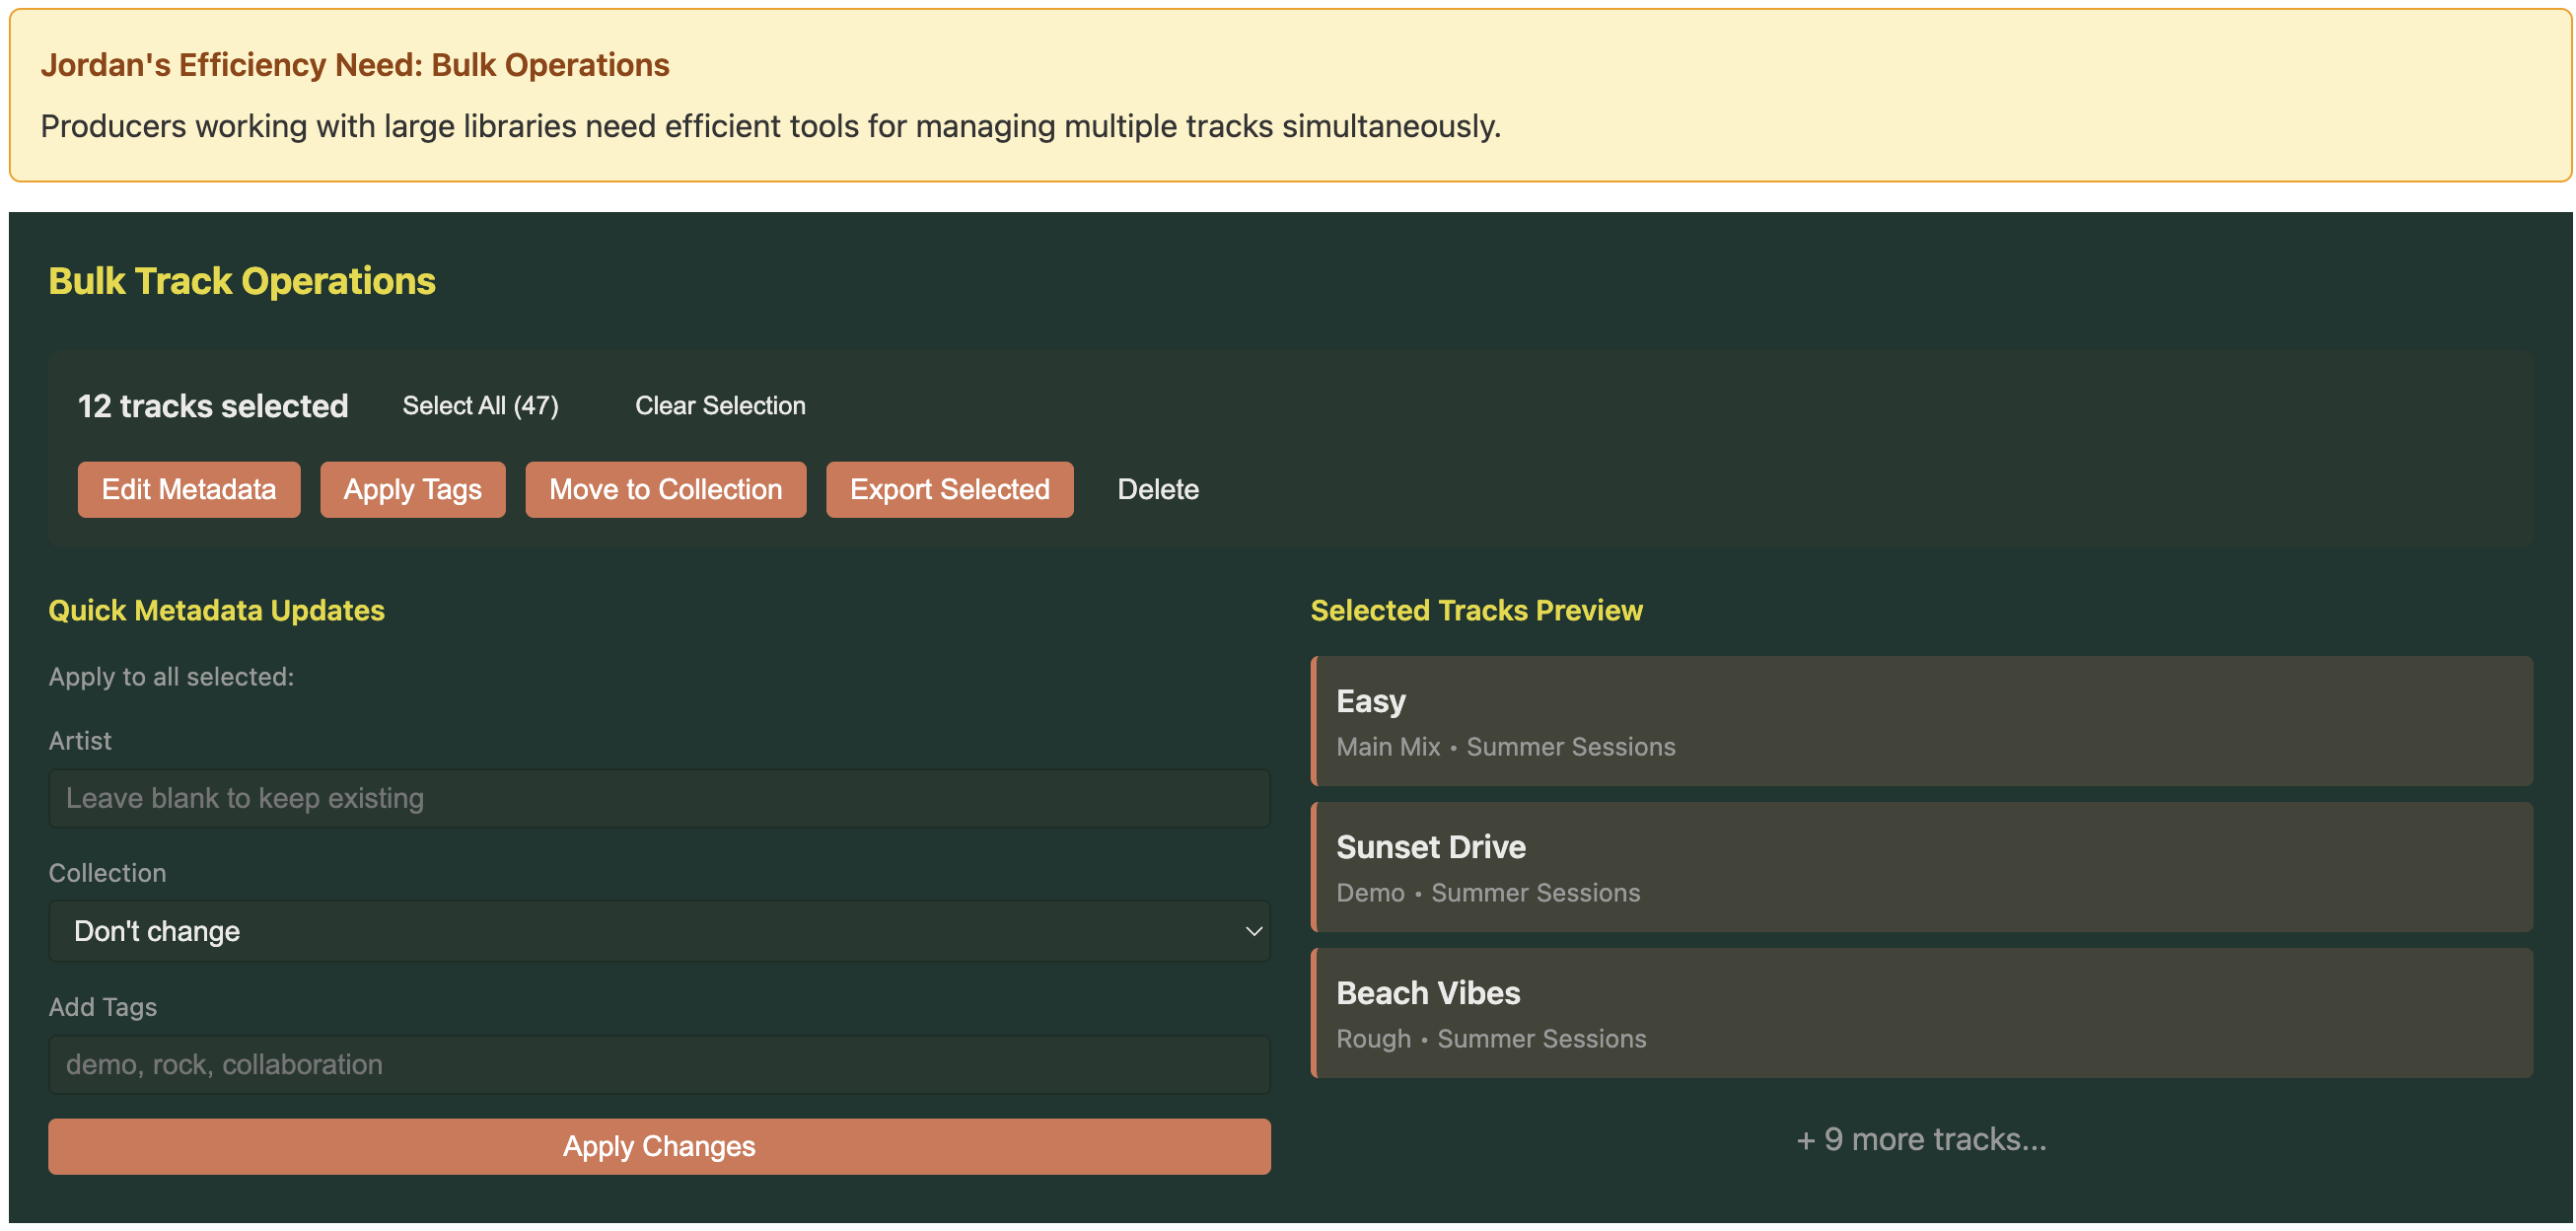 Jordan's Efficiency Need: Bulk Operations
Producers working with large libraries need efficient tools for managing multiple tracks simultaneously.
Bulk Track Operations
12 tracks selected Select All (47) Clear Selection
Edit Metadata Apply Tags Move to Collection Export Selected Delete
Quick Metadata Updates
Apply to all selected:
Artist
Leave blank to keep existing
Collection
Don't change
Add Tags
demo, rock, collaboration
Apply Changes
Selected Tracks Preview
Easy
Main Mix • Summer Sessions
Sunset Drive
Demo • Summer Sessions
Beach Vibes
Rough • Summer Sessions
+ 9 more tracks...